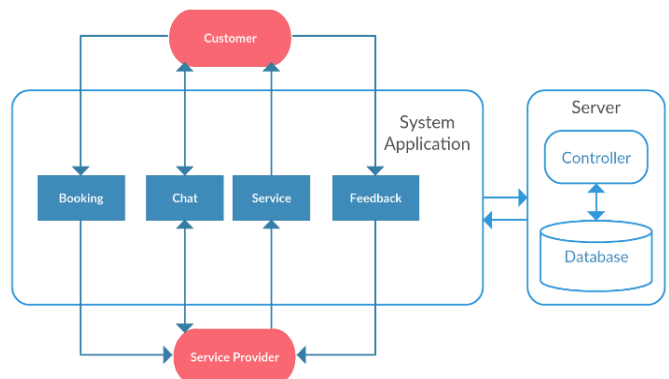 Customer
System
Application
Server
Controller
Booking
Chat
Service
Feedback
Database
Service Provider